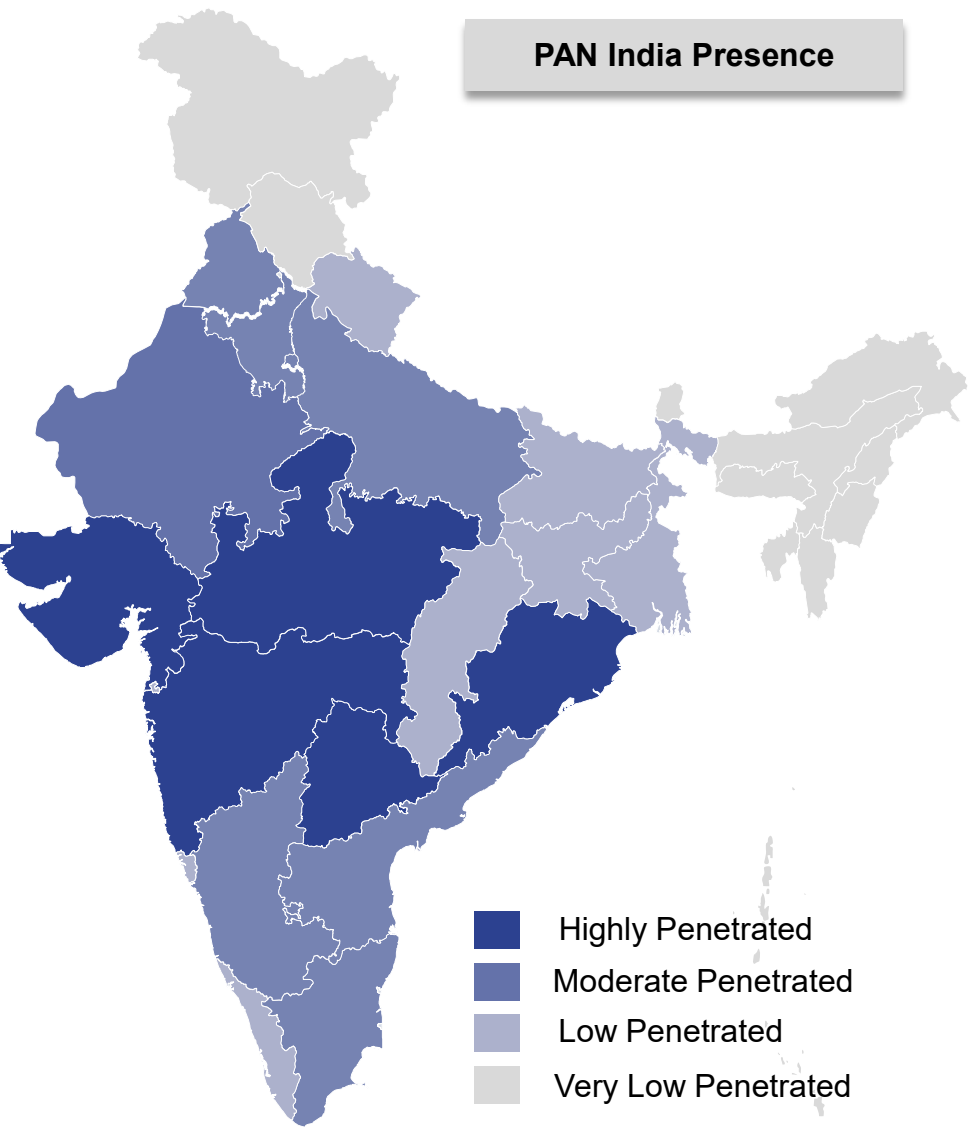 PAN India Presence
Highly Penetrated
Moderate Penetrated
Low Penetrated
Very Low Penetrated